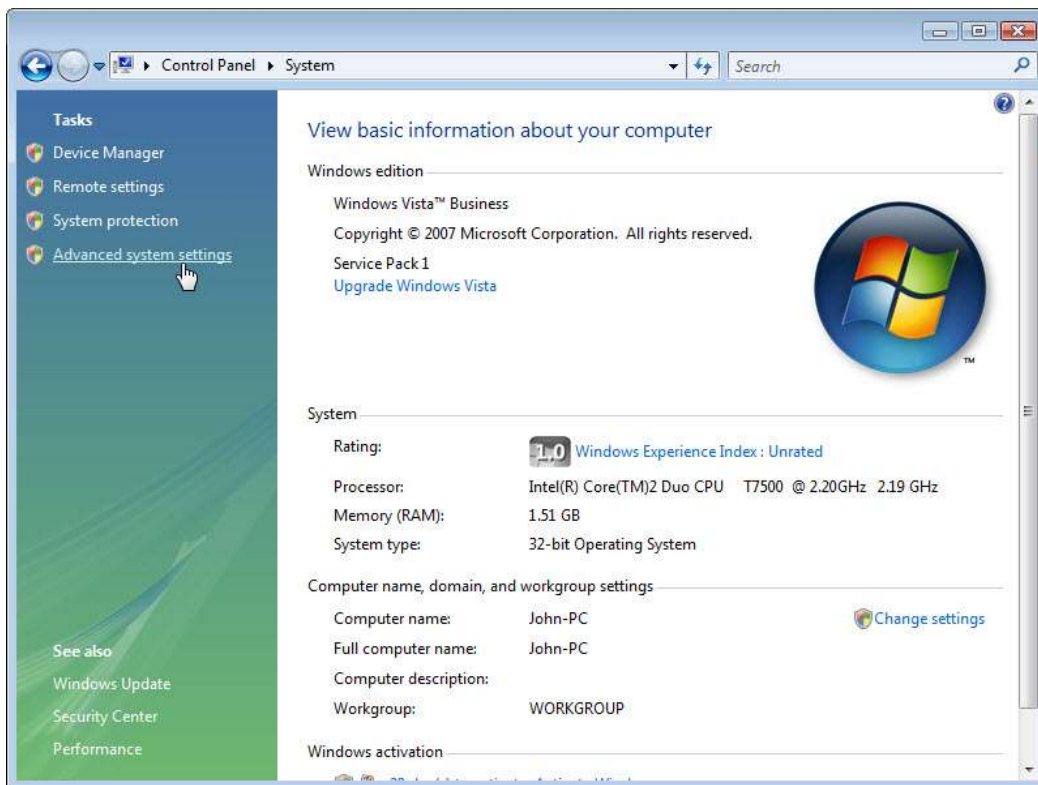 Control Panel ▸ System
Search
Tasks
Device Manager
Remote settings
System protection
Advanced system settings
See also
Windows Update
Security Center
Performance
View basic information about your computer
Windows edition
Windows Vista™ Business
Copyright © 2007 Microsoft Corporation. All rights reserved.
Service Pack 1
Upgrade Windows Vista
TM
System
Rating: 1.0 Windows Experience Index : Unrated
Processor: Intel(R) Core(TM)2 Duo CPU T7500 @ 2.20GHz 2.19 GHz
Memory (RAM): 1.51 GB
System type: 32-bit Operating System
Computer name, domain, and workgroup settings
Computer name: John-PC Change settings
Full computer name: John-PC
Computer description:
Workgroup: WORKGROUP
Windows activation